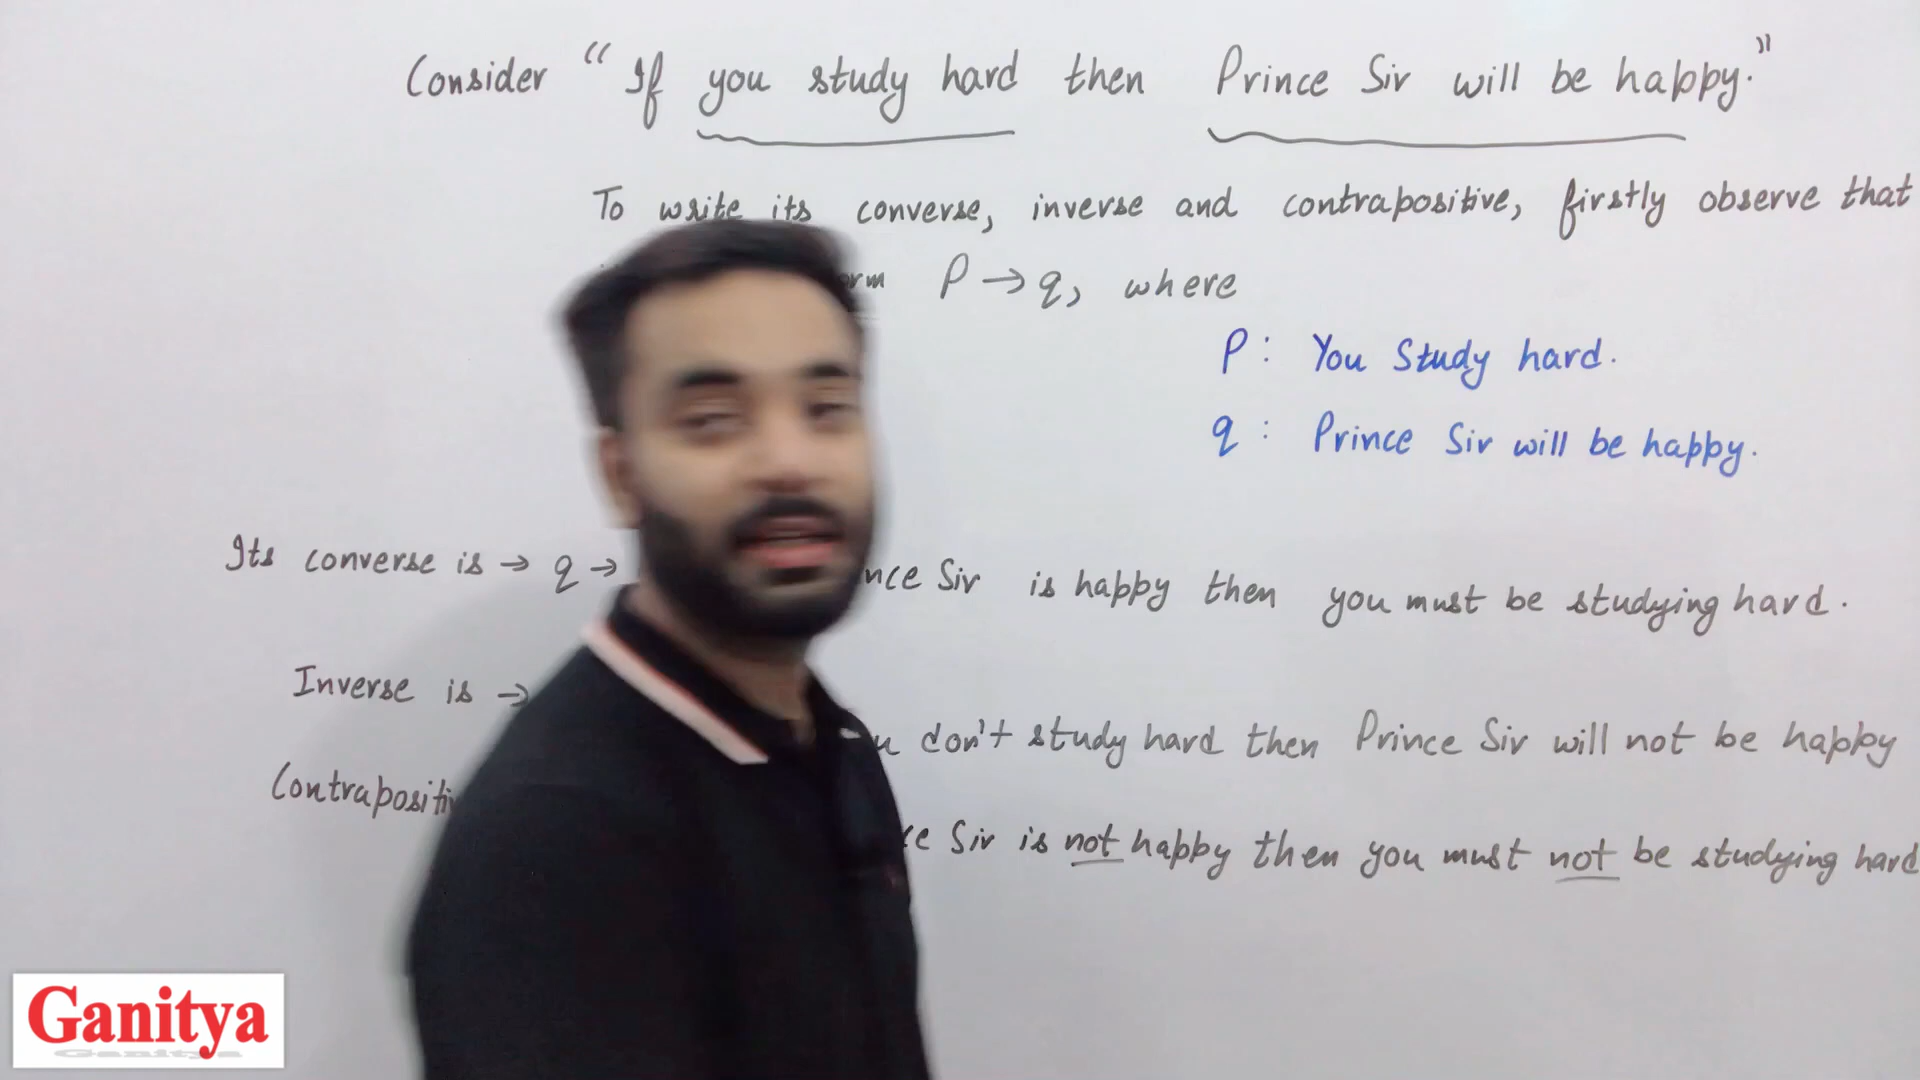 Consider "If you study hard then Prince Sir will be happy."
To write its converse, inverse and contrapositive, firstly observe that
P → q, where
P: You Study hard.
q: Prince Sir will be happy.
Its converse is → q → Sir is happy then you must be studying hard.
Inverse is → don't study hard then Prince Sir will not be happy
Sir is not happy then you must not be studying hard
Ganitya